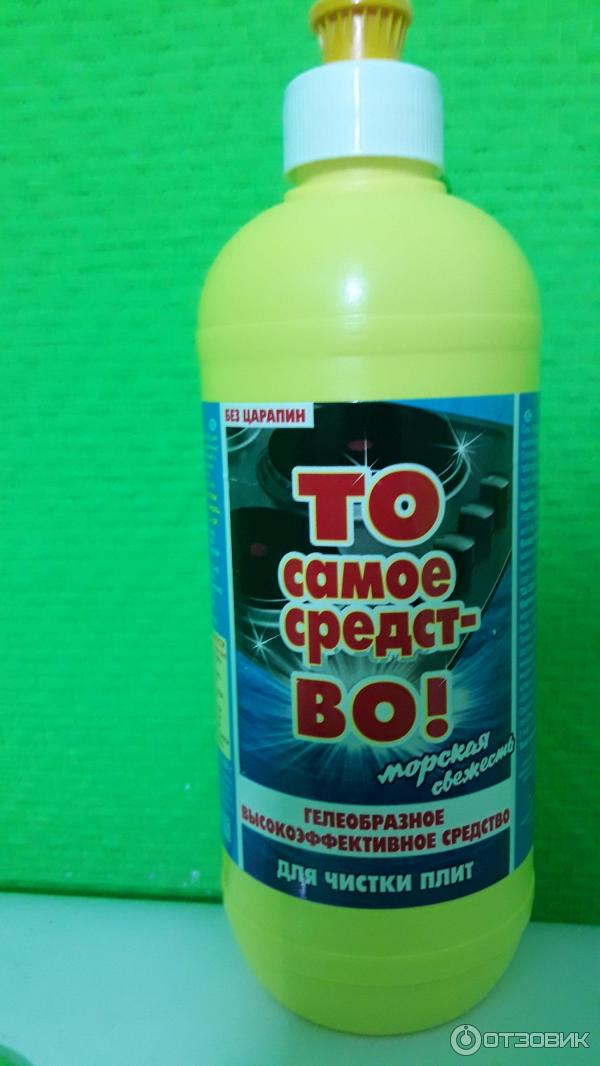 БЕЗ ЦАРАПИН
ТО
самое
средст-
ВО!
морская
свежесть
ГЕЛЕОБРАЗНОЕ
ВЫСОКОЭФФЕКТИВНОЕ СРЕДСТВО
ДЛЯ ЧИСТКИ ПЛИТ
ОТЗОВИК